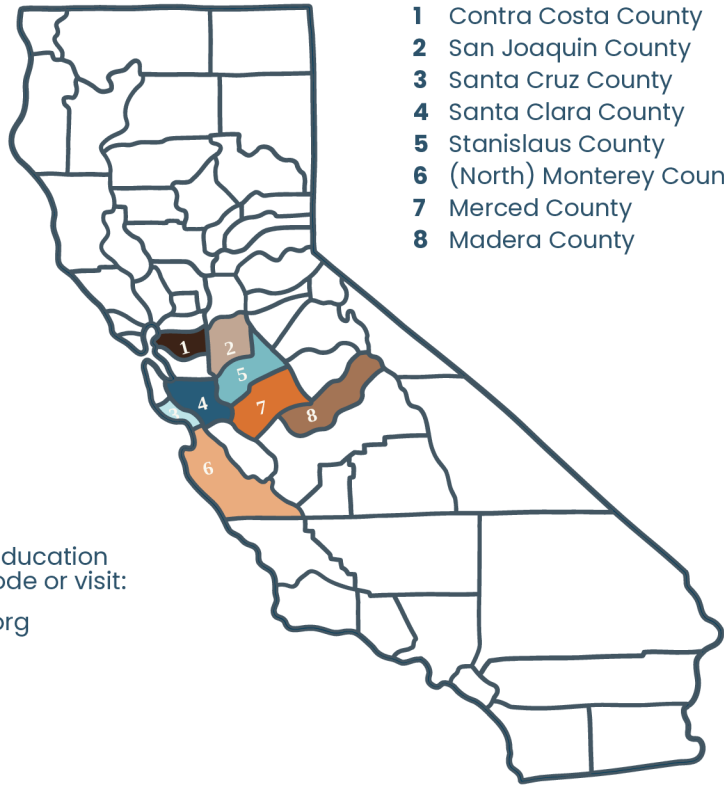 1 Contra Costa County
2 San Joaquin County
3 Santa Cruz County
4 Santa Clara County
5 Stanislaus County
6 (North) Monterey Coun
7 Merced County
8 Madera County
1
2
5
3
4
7
8
6
ducation
ode or visit:
org